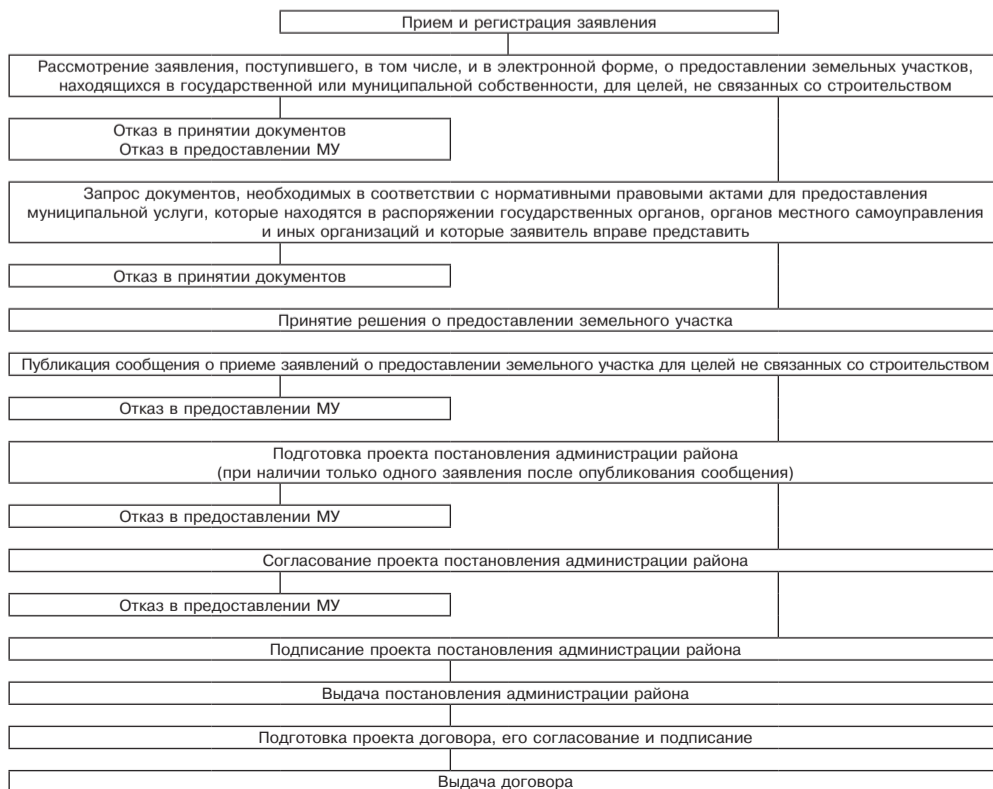 Прием и регистрация заявления
Рассмотрение заявления, поступившего, в том числе, и в электронной форме, о предоставлении земельных участков,
находящихся в государственной или муниципальной собственности, для целей, не связанных со строительством
Отказ в принятии документов
Отказ в предоставлении МУ
Запрос документов, необходимых в соответствии с нормативными правовыми актами для предоставления
муниципальной услуги, которые находятся в распоряжении государственных органов, органов местного самоуправления
и иных организаций и которые заявитель вправе представить
Отказ в принятии документов
Принятие решения о предоставлении земельного участка
Публикация сообщения о приеме заявлений о предоставлении земельного участка для целей не связанных со строительством
Отказ в предоставлении МУ
Подготовка проекта постановления администрации района
(при наличии только одного заявления после опубликования сообщения)
Отказ в предоставлении МУ
Согласование проекта постановления администрации района
Отказ в предоставлении МУ
Подписание проекта постановления администрации района
Выдача постановления администрации района
Подготовка проекта договора, его согласование и подписание
Выдача договора